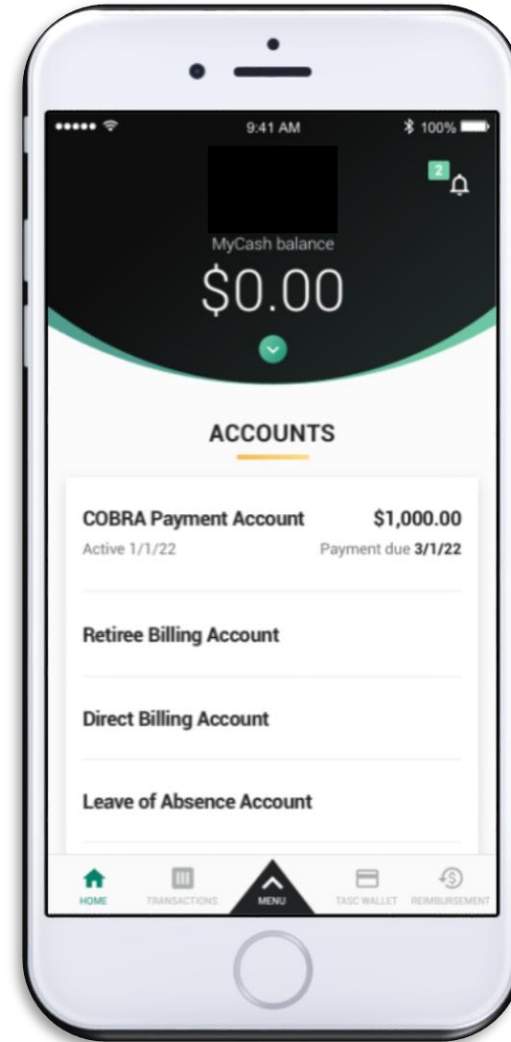 9:41 AM
100%
2
MyCash balance
$0.00
ACCOUNTS
COBRA Payment Account $1,000.00
Active 1/1/22 Payment due 3/1/22
Retiree Billing Account
Direct Billing Account
Leave of Absence Account
HOME TRANSACTIONS MENU TASC WALLET REIMBURSEMENT